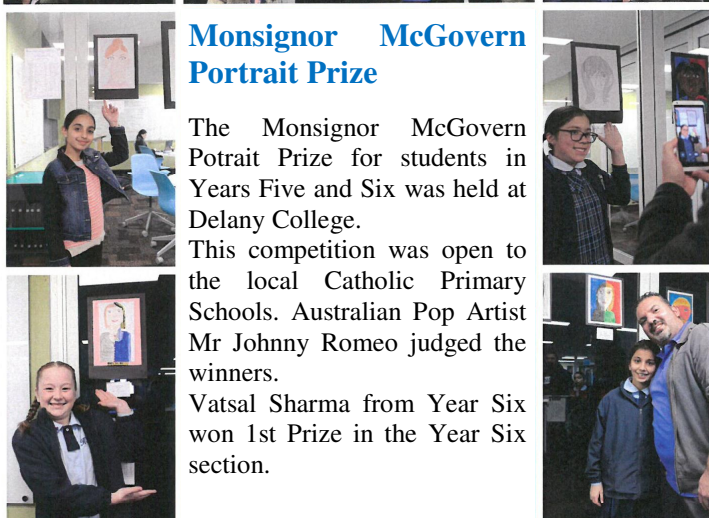 Monsignor McGovern
Portrait Prize
The Monsignor McGovern
Potrait Prize for students in
Years Five and Six was held at
Delany College.
This competition was open to
the local Catholic Primary
Schools. Australian Pop Artist
Mr Johnny Romeo judged the
winners.
Vatsal Sharma from Year Six
won 1st Prize in the Year Six
section.